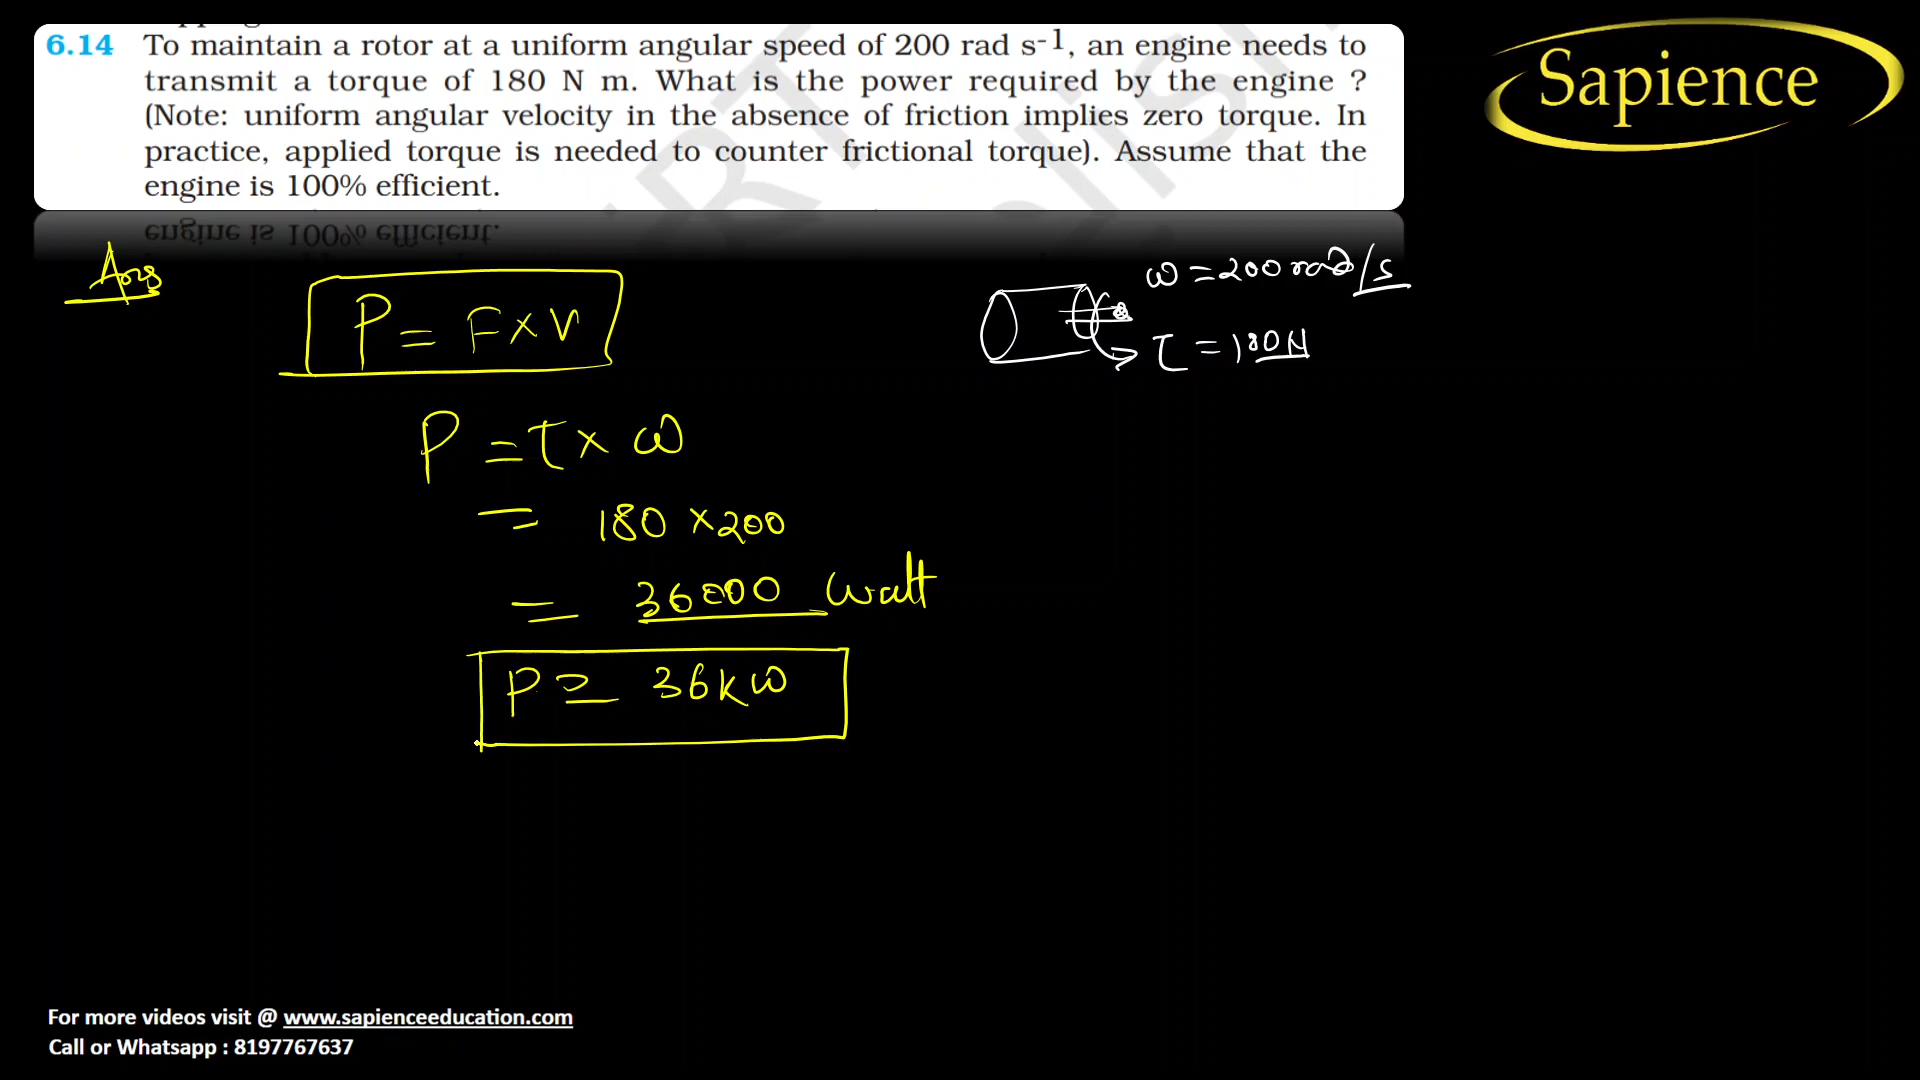 6.14 To maintain a rotor at a uniform angular speed of 200 rad s-1, an engine needs to
transmit a torque of 180 N m. What is the power required by the engine ?
(Note: uniform angular velocity in the absence of friction implies zero torque. In
practice, applied torque is needed to counter frictional torque). Assume that the
engine is 100% efficient.
Sapience
Ans
P = F×V
ω = 200 rad/s
τ = 180N
P = τ × ω
= 180 × 200
= 36000 watt
P = 36kw
For more videos visit @ www.sapienceeducation.com
Call or Whatsapp : 8197767637